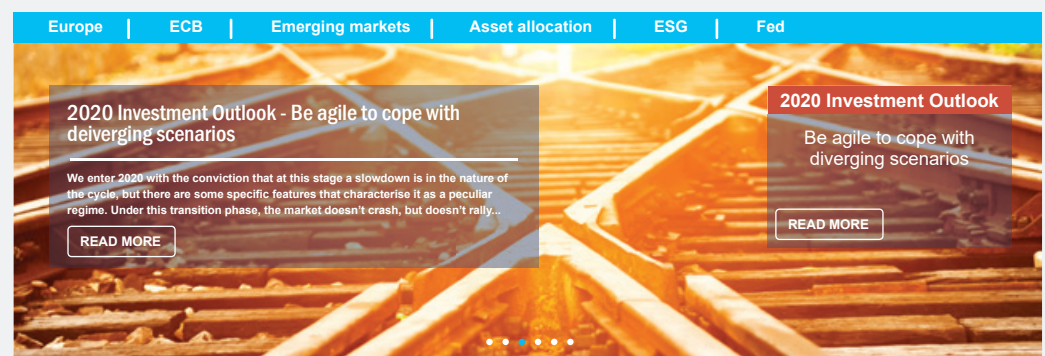 Europe | ECB | Emerging markets | Asset allocation | ESG | Fed
2020 Investment Outlook - Be agile to cope with
deiverging scenarios
We enter 2020 with the conviction that at this stage a slowdown is in the nature of
the cycle, but there are some specific features that characterise it as a peculiar
regime. Under this transition phase, the market doesn't crash, but doesn't rally...
READ MORE
2020 Investment Outlook
Be agile to cope with
diverging scenarios
READ MORE